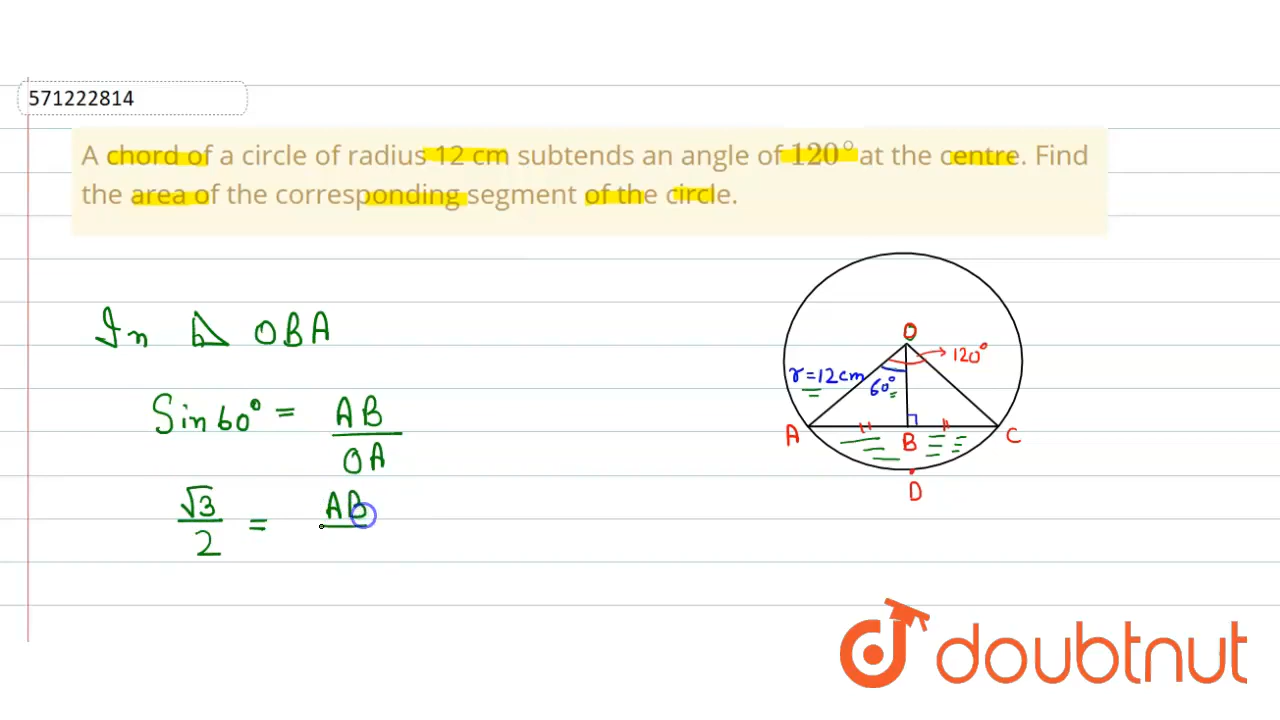 571222814
A chord of a circle of radius 12 cm subtends an angle of 120° at the centre. Find
the area of the corresponding segment of the circle.
In ⊿ OBA
Sin 60° = AB
OA
√3 = AB
2
O
120°
r = 12 cm
60°
A
B
C
D
doubtnut